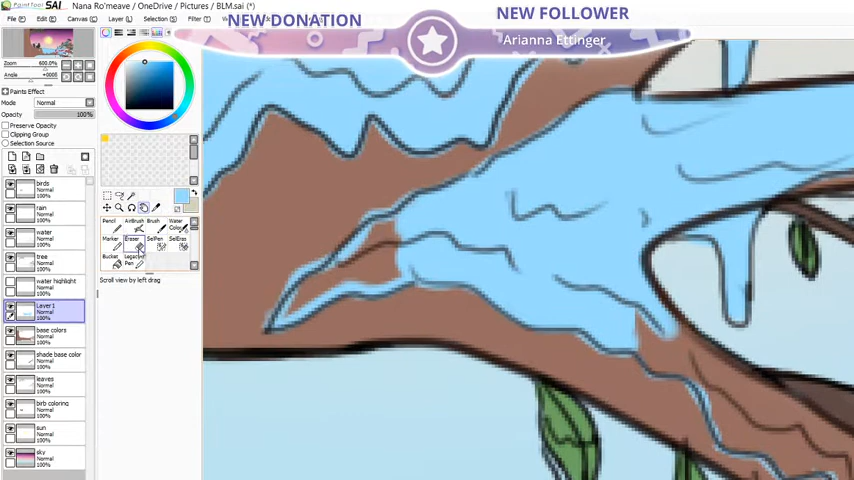 PaintTool SAI
Nana Ro'meave / OneDrive / Pictures / BLM.sai (*)
NEW DONATION
NEW FOLLOWER
Arianna Ettinger
File (F)
Edit (E)
Canvas (C)
Layer (L)
Selection (S)
Zoom
600.0%
Angle
+0000
Paints Effect
Mode
Normal
Opacity
100%
Preserve Opacity
Clipping Group
Selection Source
birds
Normal
100%
rain
Normal
100%
water
Normal
100%
tree
Normal
100%
water highlight
Normal
100%
Layer1
Normal
100%
base colors
Normal
100%
shade base color
Normal
100%
leaves
Normal
100%
birb coloring
Normal
100%
sun
Normal
100%
sky
Normal
100%
Pencil
AirBrush
Brush
Water
Color
Marker
Eraser
SelPen
SelEras
Bucket
Legacy
Pen
Scroll view by left drag